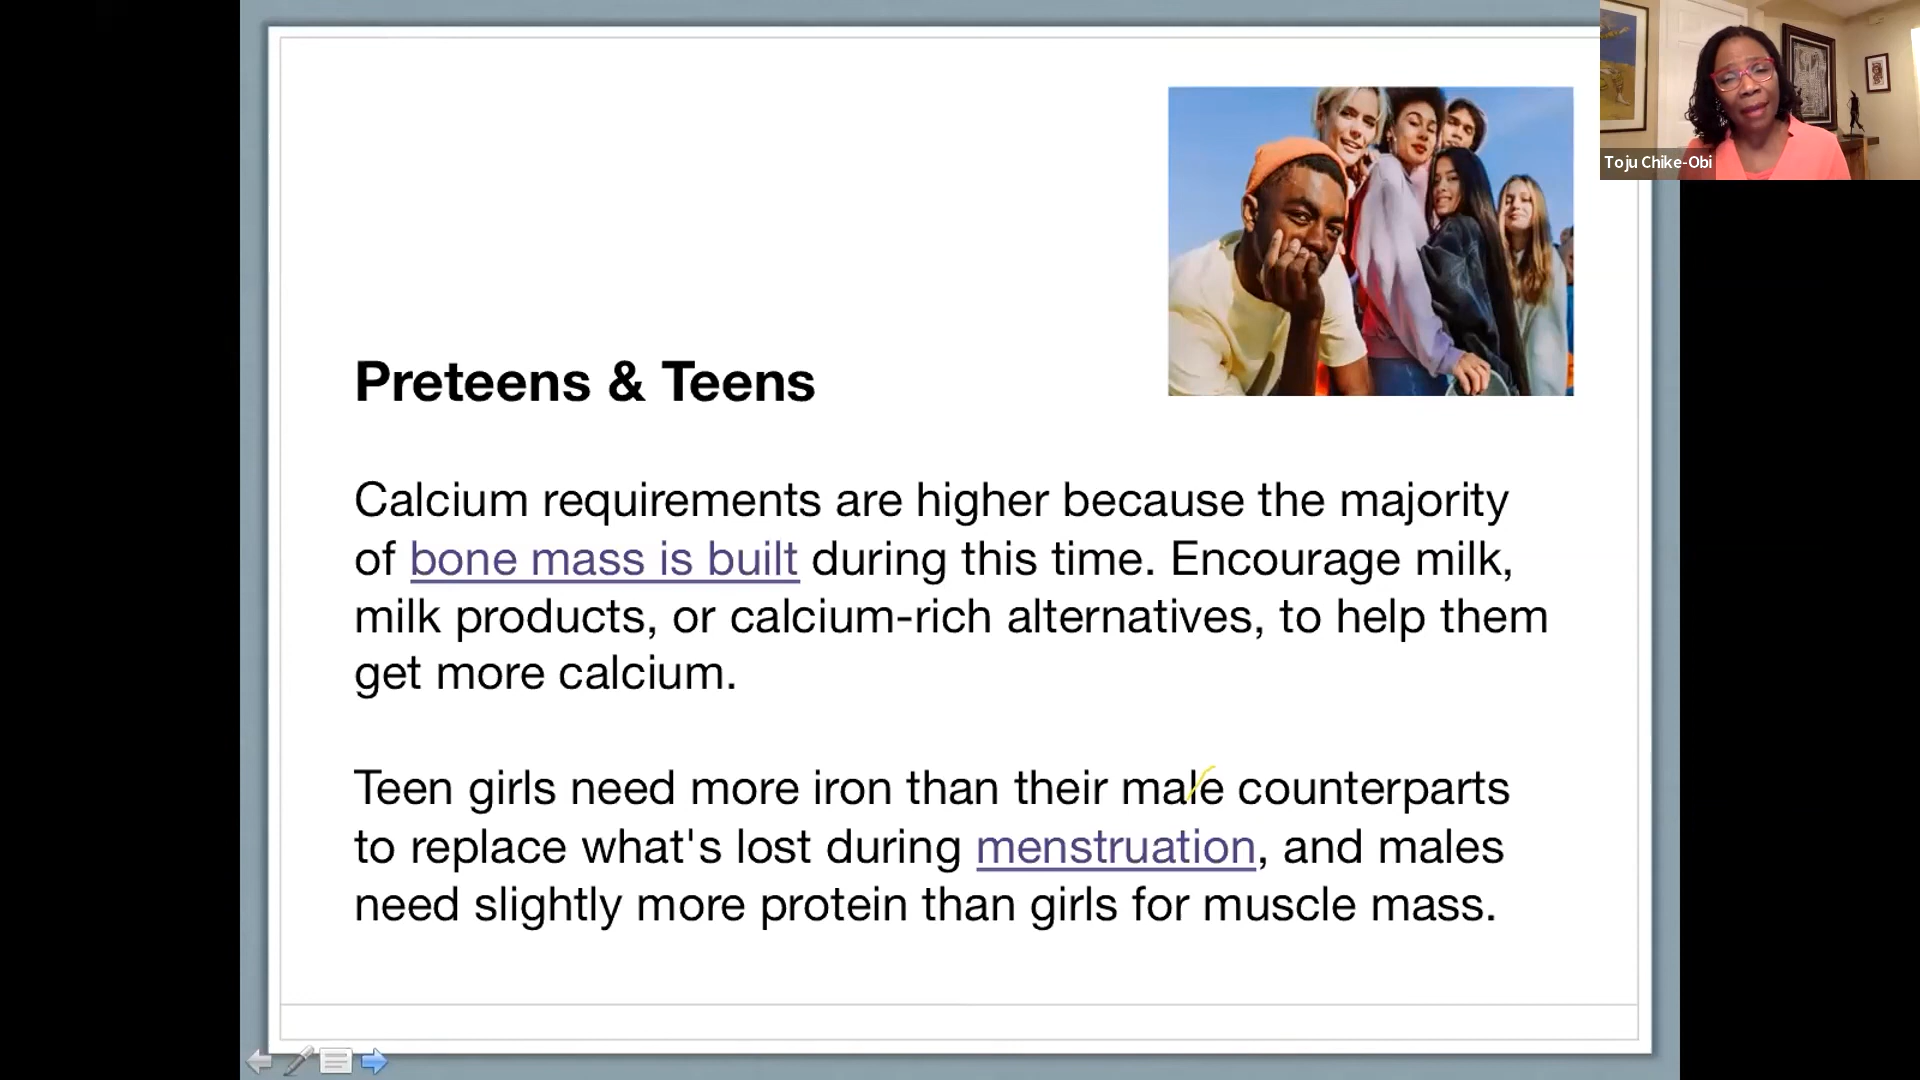 Toju Chike-Obi
Preteens & Teens
Calcium requirements are higher because the majority
of bone mass is built during this time. Encourage milk,
milk products, or calcium-rich alternatives, to help them
get more calcium.
Teen girls need more iron than their male counterparts
to replace what's lost during menstruation, and males
need slightly more protein than girls for muscle mass.